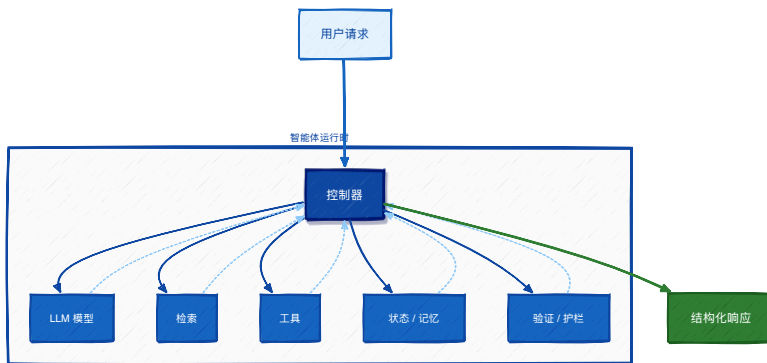 用户请求
智能体运行时
控制器
LLM 模型
检索
工具
状态 / 记忆
验证 / 护栏
结构化响应